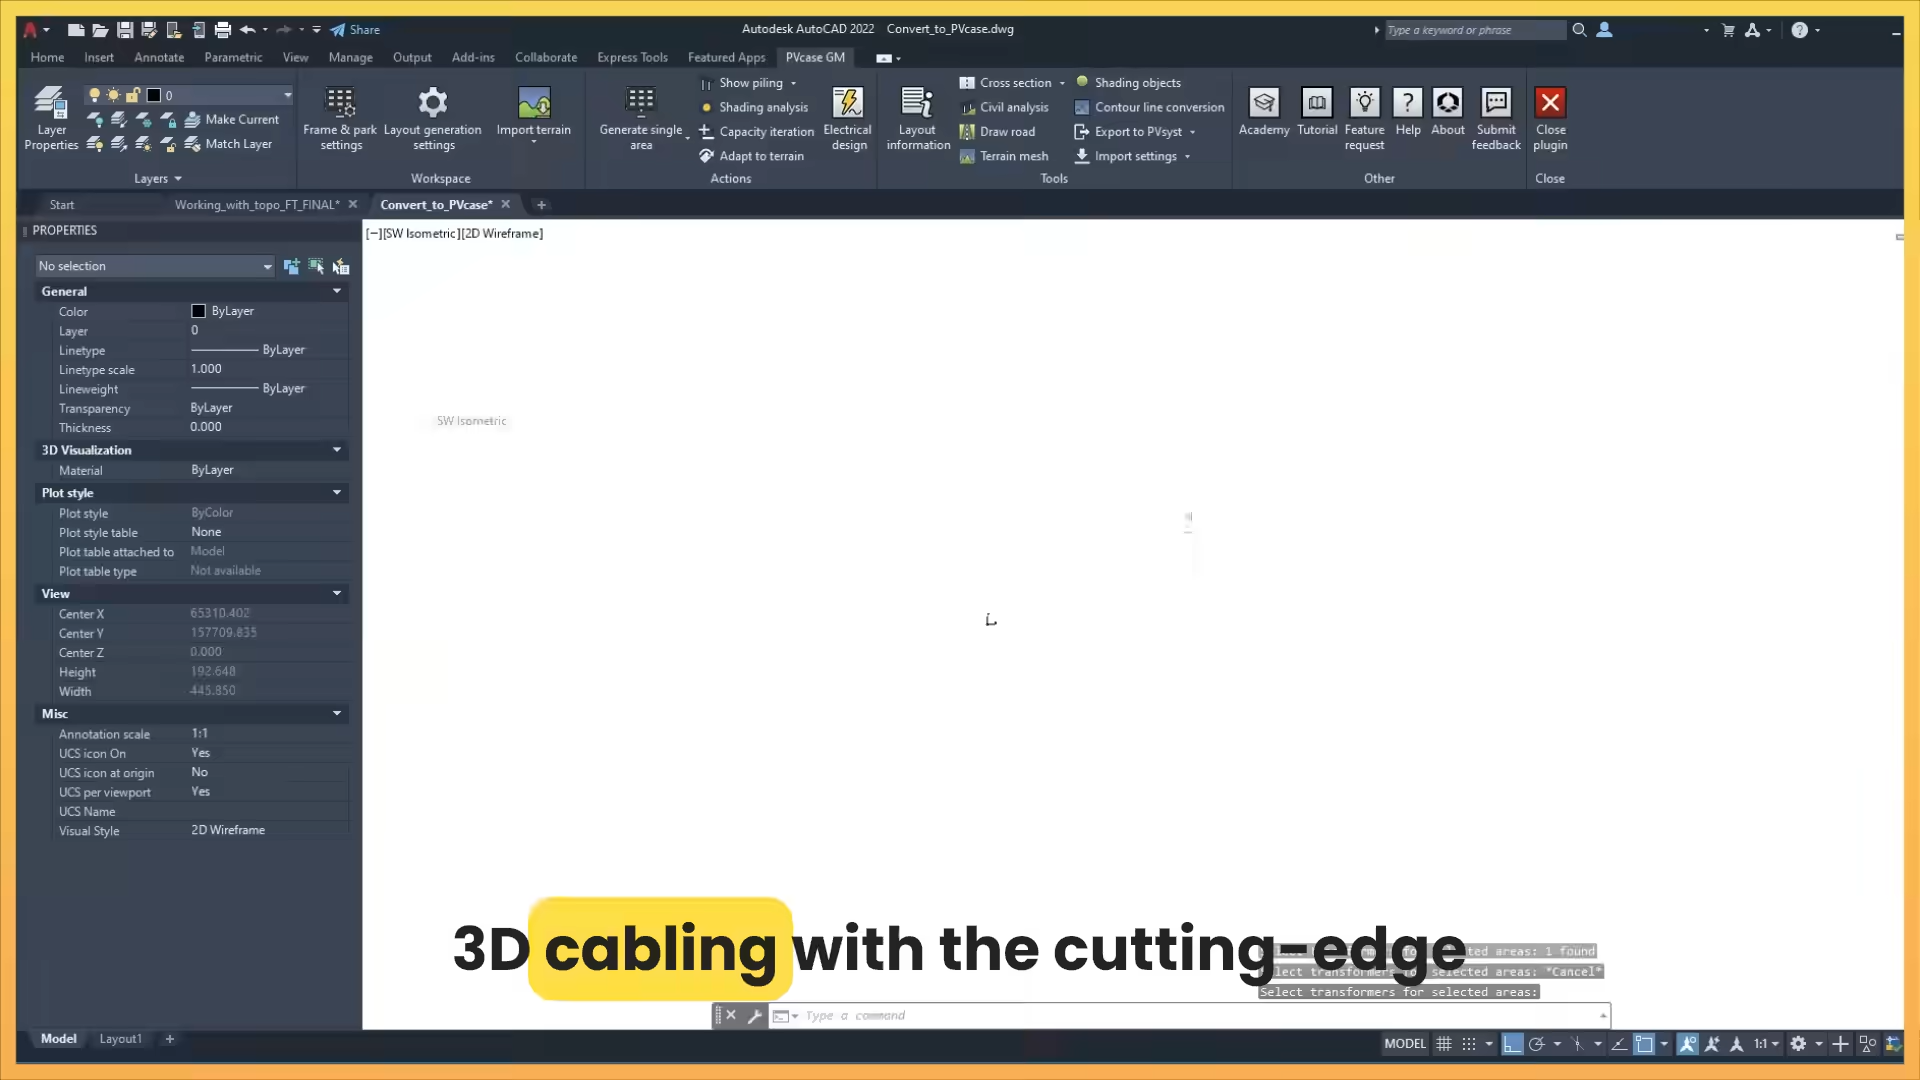 Share
Autodesk AutoCAD 2022 Convert_to_PVcase.dwg
Type a keyword or phrase
Home Insert Annotate Parametric View Manage Output Add-ins Collaborate Express Tools Featured Apps PVcase GM
Layer Properties
0
Make Current
Match Layer
Layers
Frame & park settings
Layout generation settings
Import terrain
Workspace
Generate single area
Show piling
Shading analysis
Capacity iteration
Adapt to terrain
Electrical design
Actions
Layout information
Cross section
Civil analysis
Draw road
Terrain mesh
Shading objects
Contour line conversion
Export to PVsyst
Import settings
Tools
Academy
Tutorial
Feature request
Help
About
Submit feedback
Other
Close plugin
Close
Start Working_with_topo_FT_FINAL* Convert_to_PVcase*
PROPERTIES
No selection
General
Color ByLayer
Layer 0
Linetype ByLayer
Linetype scale 1.000
Lineweight ByLayer
Transparency ByLayer
Thickness 0.000
3D Visualization
Material ByLayer
Plot style
Plot style ByColor
Plot style table None
Plot table attached to Model
Plot table type Not available
View
Center X 65310.402
Center Y 157709.835
Center Z 0.000
Height 192.648
Width 445.850
Misc
Annotation scale 1:1
UCS icon On Yes
UCS icon at origin No
UCS per viewport Yes
UCS Name
Visual Style 2D Wireframe
[−][SW Isometric][2D Wireframe]
SW Isometric
3D cabling with the cutting-edge
selected areas: 1 found
transformers for selected areas: *Cancel*
Select transformers for selected areas:
Type a command
Model Layout1
MODEL 1:1